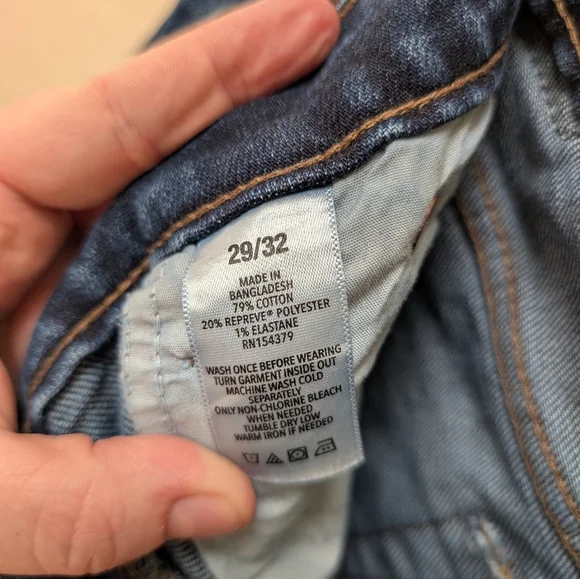 29/32
MADE IN
BANGLADESH
79% COTTON
20% REPREVE® POLYESTER
1% ELASTANE
RN154379
WASH ONCE BEFORE WEARING
TURN GARMENT INSIDE OUT
MACHINE WASH COLD
SEPARATELY
ONLY NON-CHLORINE BLEACH
WHEN NEEDED
TUMBLE DRY LOW
WARM IRON IF NEEDED